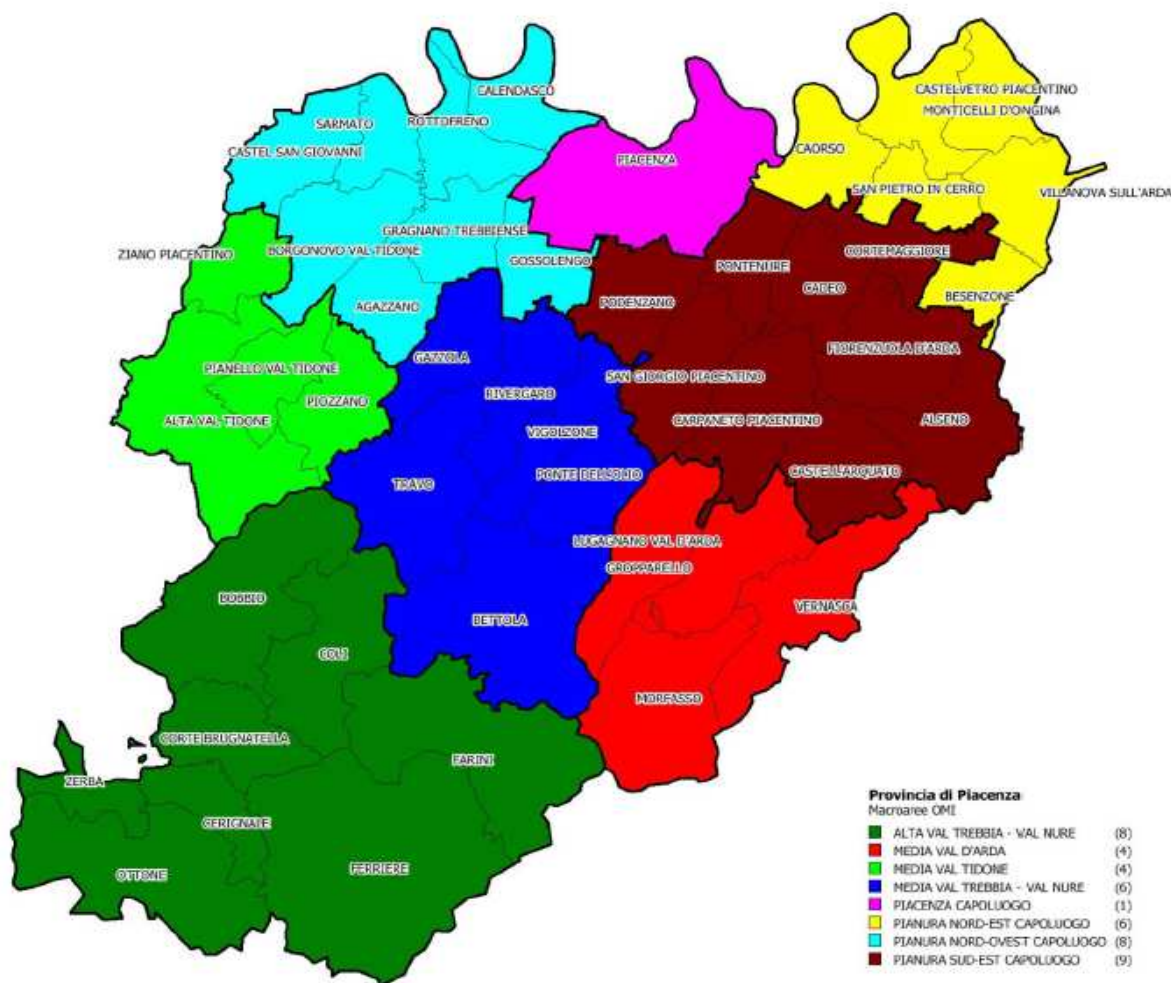 CASTELVETRO PIACENTINO
CALENDASCO
MONTICELLI D'ONGINA
ROTTOFRENO
SARMATO
CASTEL SAN GIOVANNI
CAORSO
PIACENZA
SAN PIETRO IN CERRO
VILLANOVA SULL'ARDA
GRAGNANO TREBBIENSE
ZIANO PIACENTINO
BORGONOVO VAL TIDONE
CORTEMAGGIORE
GOSSOLENGO
PONTENURE
CADEO
BESENZONE
PODENZANO
AGAZZANO
FIORENZUOLA D'ARDA
GAZZOLA
PIANELLO VAL TIDONE
SAN GIORGIO PIACENTINO
RIVERGARO
PIOZZANO
ALTA VAL TIDONE
CARPANETO PIACENTINO
ALSENO
VIGOLZONE
CASTELL'ARQUATO
PONTE DELL'OLIO
TRAVO
LUGAGNANO VAL D'ARDA
GROPPARELLO
BOBBIO
VERNASCA
BETTOLA
COLI
MORFASSO
CORTE BRUGNATELLA
FARINI
ZERBA
CERIGNALE
FERRIERE
OTTONE
Provincia di Piacenza
Macroaree OMI
ALTA VAL TREBBIA - VAL NURE (8)
MEDIA VAL D'ARDA (4)
MEDIA VAL TIDONE (4)
MEDIA VAL TREBBIA - VAL NURE (6)
PIACENZA CAPOLUOGO (1)
PIANURA NORD-EST CAPOLUOGO (6)
PIANURA NORD-OVEST CAPOLUOGO (8)
PIANURA SUD-EST CAPOLUOGO (9)